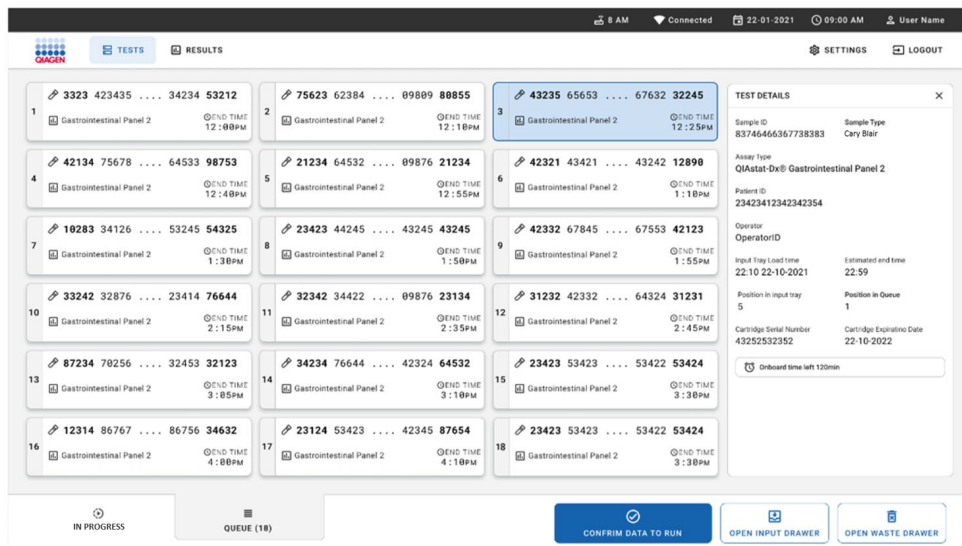 8 AM Connected 22-01-2021 09:00 AM User Name
QIAGEN TESTS RESULTS SETTINGS LOGOUT
1 3323 423435 .... 34234 53212
Gastrointestinal Panel 2 END TIME 12:00PM
2 75623 62384 .... 09809 80855
Gastrointestinal Panel 2 END TIME 12:10PM
3 43235 65653 .... 67632 32245
Gastrointestinal Panel 2 END TIME 12:25PM
4 42134 75678 .... 64533 98753
Gastrointestinal Panel 2 END TIME 12:40PM
5 21234 64532 .... 09876 21234
Gastrointestinal Panel 2 END TIME 12:55PM
6 42321 43421 .... 43242 12890
Gastrointestinal Panel 2 END TIME 1:10PM
7 10283 34126 .... 53245 54325
Gastrointestinal Panel 2 END TIME 1:30PM
8 23423 44245 .... 43245 43245
Gastrointestinal Panel 2 END TIME 1:50PM
9 42332 67845 .... 67553 42123
Gastrointestinal Panel 2 END TIME 1:55PM
10 33242 32876 .... 23414 76644
Gastrointestinal Panel 2 END TIME 2:15PM
11 32342 34422 .... 09876 23134
Gastrointestinal Panel 2 END TIME 2:35PM
12 31232 42332 .... 64324 31231
Gastrointestinal Panel 2 END TIME 2:45PM
13 87234 70256 .... 32453 32123
Gastrointestinal Panel 2 END TIME 3:05PM
14 34234 76644 .... 42324 64532
Gastrointestinal Panel 2 END TIME 3:10PM
15 23423 53423 .... 53422 53424
Gastrointestinal Panel 2 END TIME 3:30PM
16 12314 86767 .... 86756 34632
Gastrointestinal Panel 2 END TIME 4:00PM
17 23124 53423 .... 42345 87654
Gastrointestinal Panel 2 END TIME 4:10PM
18 23423 53423 .... 53422 53424
Gastrointestinal Panel 2 END TIME 3:30PM
TEST DETAILS
Sample ID Sample Type
83746466367738383 Cary Blair
Assay Type
QIAstat-Dx® Gastrointestinal Panel 2
Patient ID
23423412342342354
Operator
OperatorID
Input Tray Load time Estimated end time
22:10 22-10-2021 22:59
Position in input tray Position in Queue
5 1
Cartridge Serial Number Cartridge Expiratino Date
43252532352 22-10-2022
Onboard time left 120min
IN PROGRESS QUEUE (18) CONFRIM DATA TO RUN OPEN INPUT DRAWER OPEN WASTE DRAWER